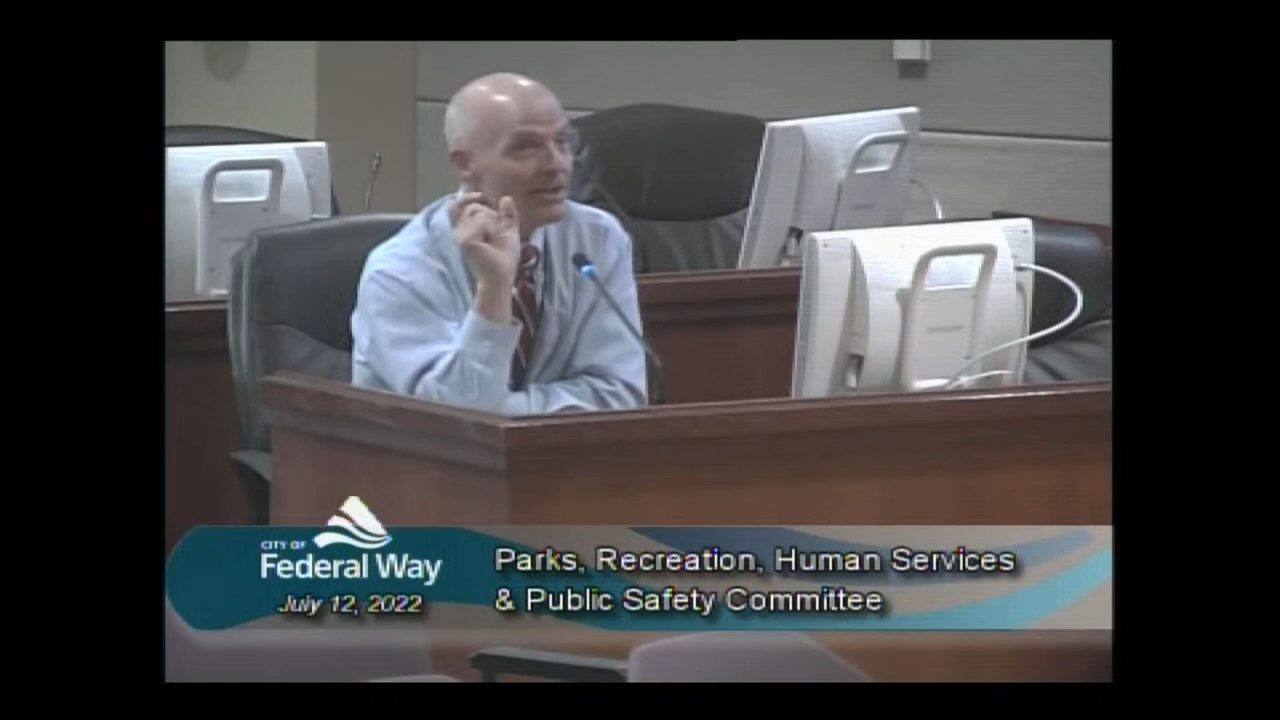 CITY OF
Federal Way
July 12, 2022
Parks, Recreation, Human Services
& Public Safety Committee